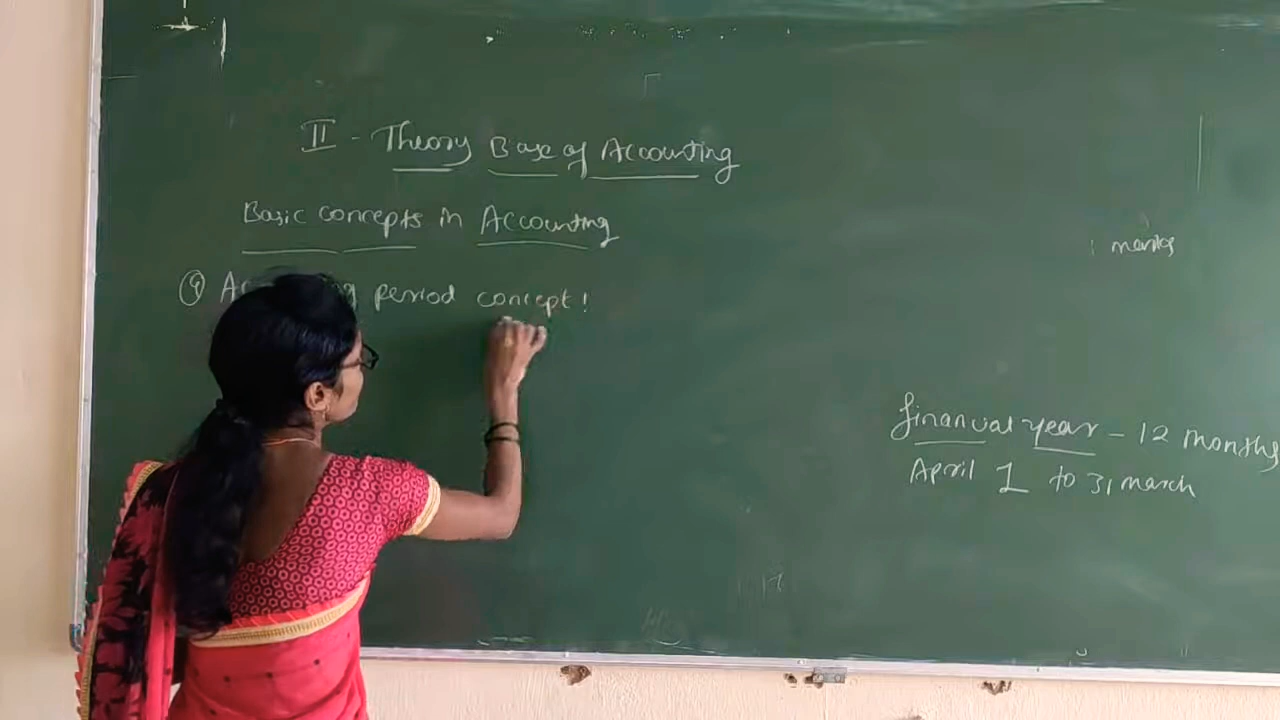 II - Theory Base of Accounting
Basic concepts in Accounting
period concept!
marks
financial year - 12 months
April 1 to 31 march